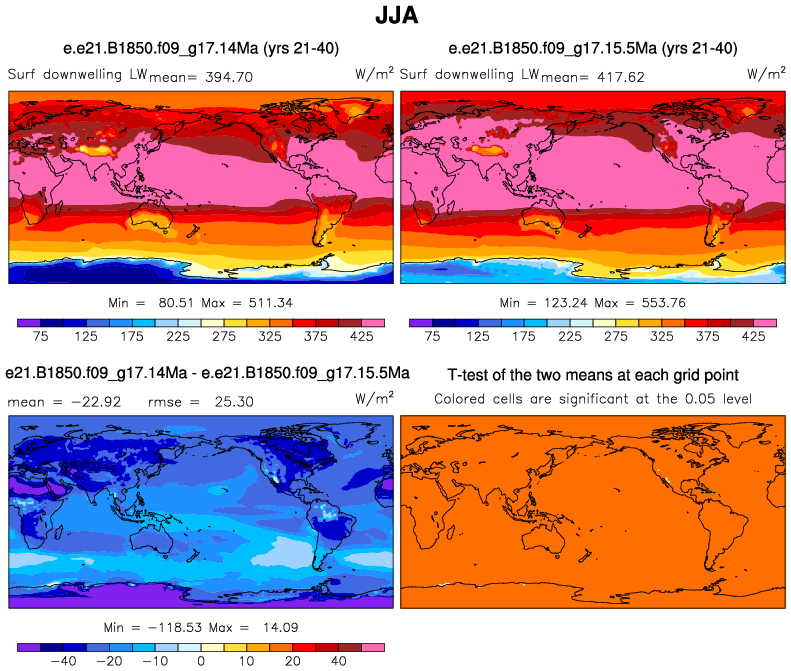 JJA
e.e21.B1850.f09_g17.14Ma (yrs 21-40)
Surf downwelling LW mean= 394.70 W/m²
Min = 80.51 Max = 511.34
75 125 175 225 275 325 375 425
e.e21.B1850.f09_g17.15.5Ma (yrs 21-40)
Surf downwelling LW mean= 417.62 W/m²
Min = 123.24 Max = 553.76
75 125 175 225 275 325 375 425
e21.B1850.f09_g17.14Ma - e.e21.B1850.f09_g17.15.5Ma
mean = -22.92 rmse = 25.30 W/m²
Min = -118.53 Max = 14.09
-40 -20 -10 0 10 20 40
T-test of the two means at each grid point
Colored cells are significant at the 0.05 level